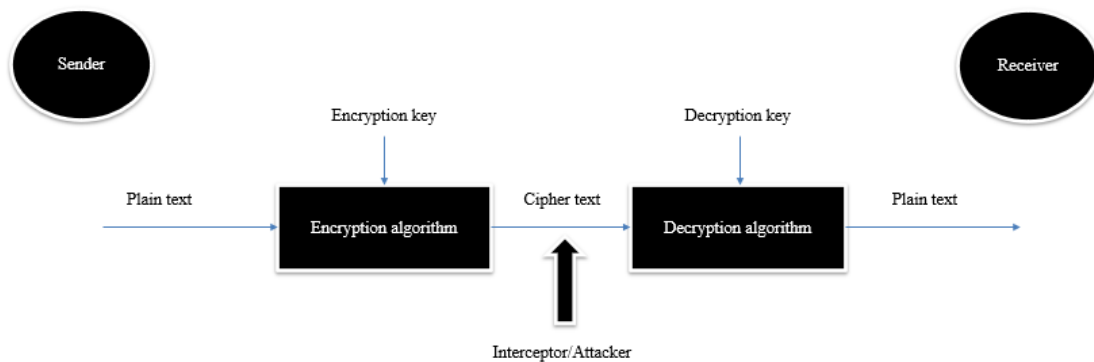 Sender
Receiver
Encryption key
Decryption key
Plain text
Cipher text
Plain text
Encryption algorithm
Decryption algorithm
Interceptor/Attacker